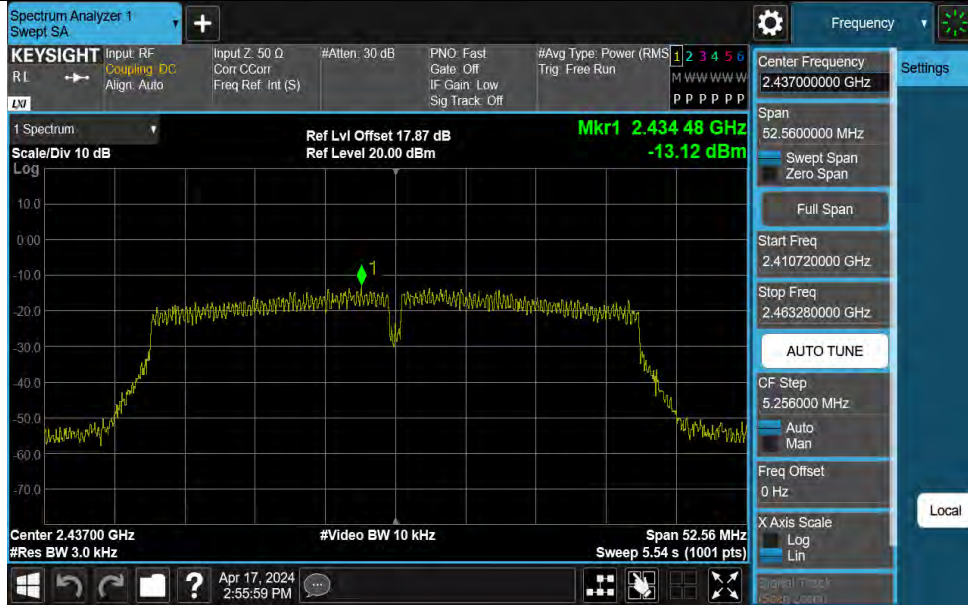 Spectrum Analyzer 1
Swept SA
Frequency
KEYSIGHT
RL
LXI
Input: RF
Coupling: DC
Align: Auto
Input Z: 50 Ω
Corr CCorr
Freq Ref: Int (S)
#Atten: 30 dB
PNO: Fast
Gate: Off
IF Gain: Low
Sig Track: Off
#Avg Type: Power (RMS
Trig: Free Run
1 2 3 4 5 6
M W W W W W
P P P P P P
1 Spectrum
Scale/Div 10 dB
Log
Ref Lvl Offset 17.87 dB
Ref Level 20.00 dBm
Mkr1 2.434 48 GHz
-13.12 dBm
1
10.0
0.00
-10.0
-20.0
-30.0
-40.0
-50.0
-60.0
-70.0
Center 2.43700 GHz
#Res BW 3.0 kHz
#Video BW 10 kHz
Span 52.56 MHz
Sweep 5.54 s (1001 pts)
Apr 17, 2024
2:55:59 PM
Center Frequency
2.437000000 GHz
Span
52.5600000 MHz
Swept Span
Zero Span
Full Span
Start Freq
2.410720000 GHz
Stop Freq
2.463280000 GHz
AUTO TUNE
CF Step
5.256000 MHz
Auto
Man
Freq Offset
0 Hz
X Axis Scale
Log
Lin
Signal Track
(Span Zoom)
Settings
Local